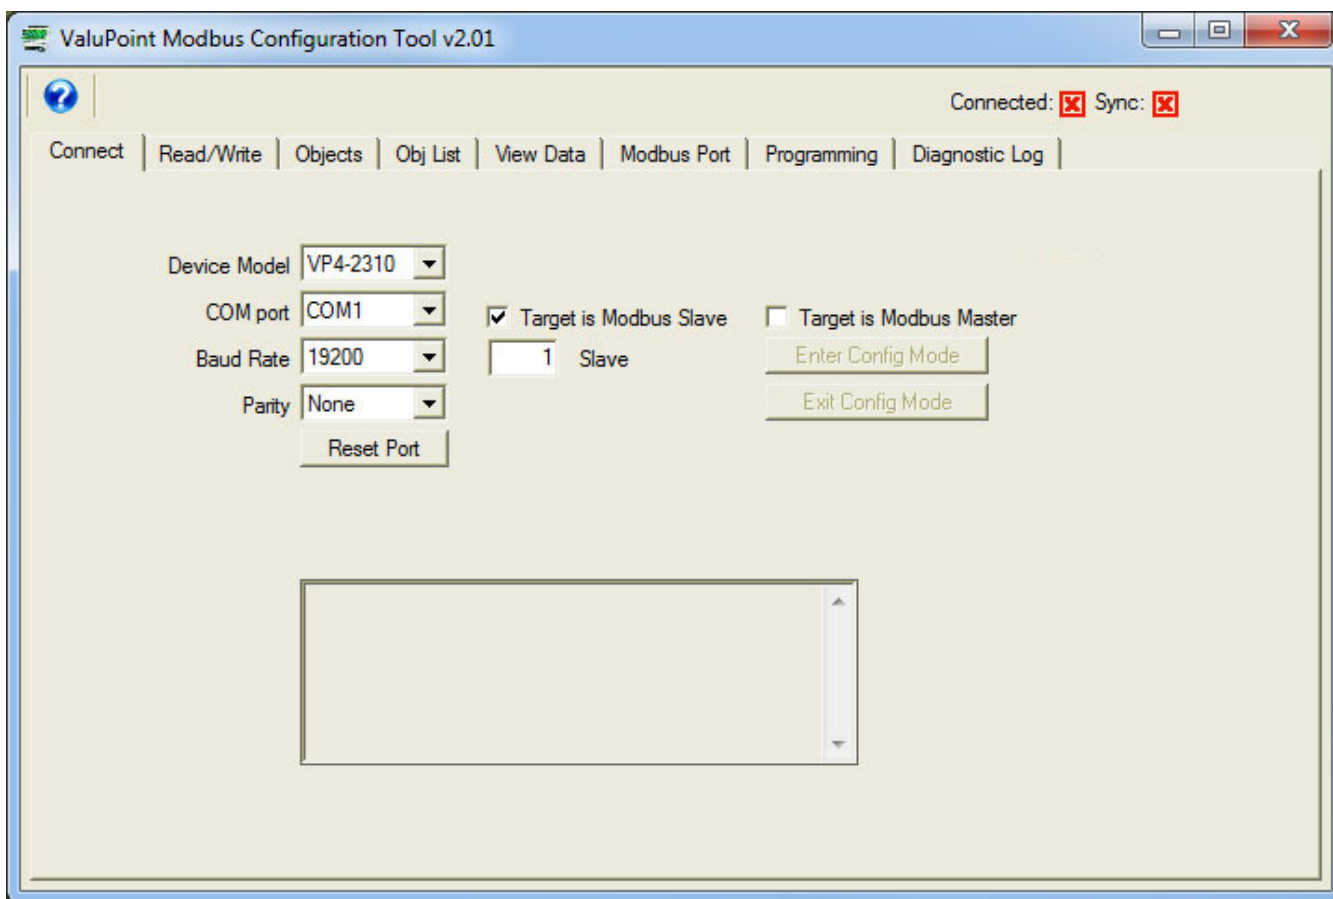 ValuPoint Modbus Configuration Tool v2.01
Connected: Sync:
Connect Read/Write Objects Obj List View Data Modbus Port Programming Diagnostic Log
Device Model VP4-2310
COM port COM1 Target is Modbus Slave Target is Modbus Master
Baud Rate 19200 1 Slave Enter Config Mode
Parity None Exit Config Mode
Reset Port